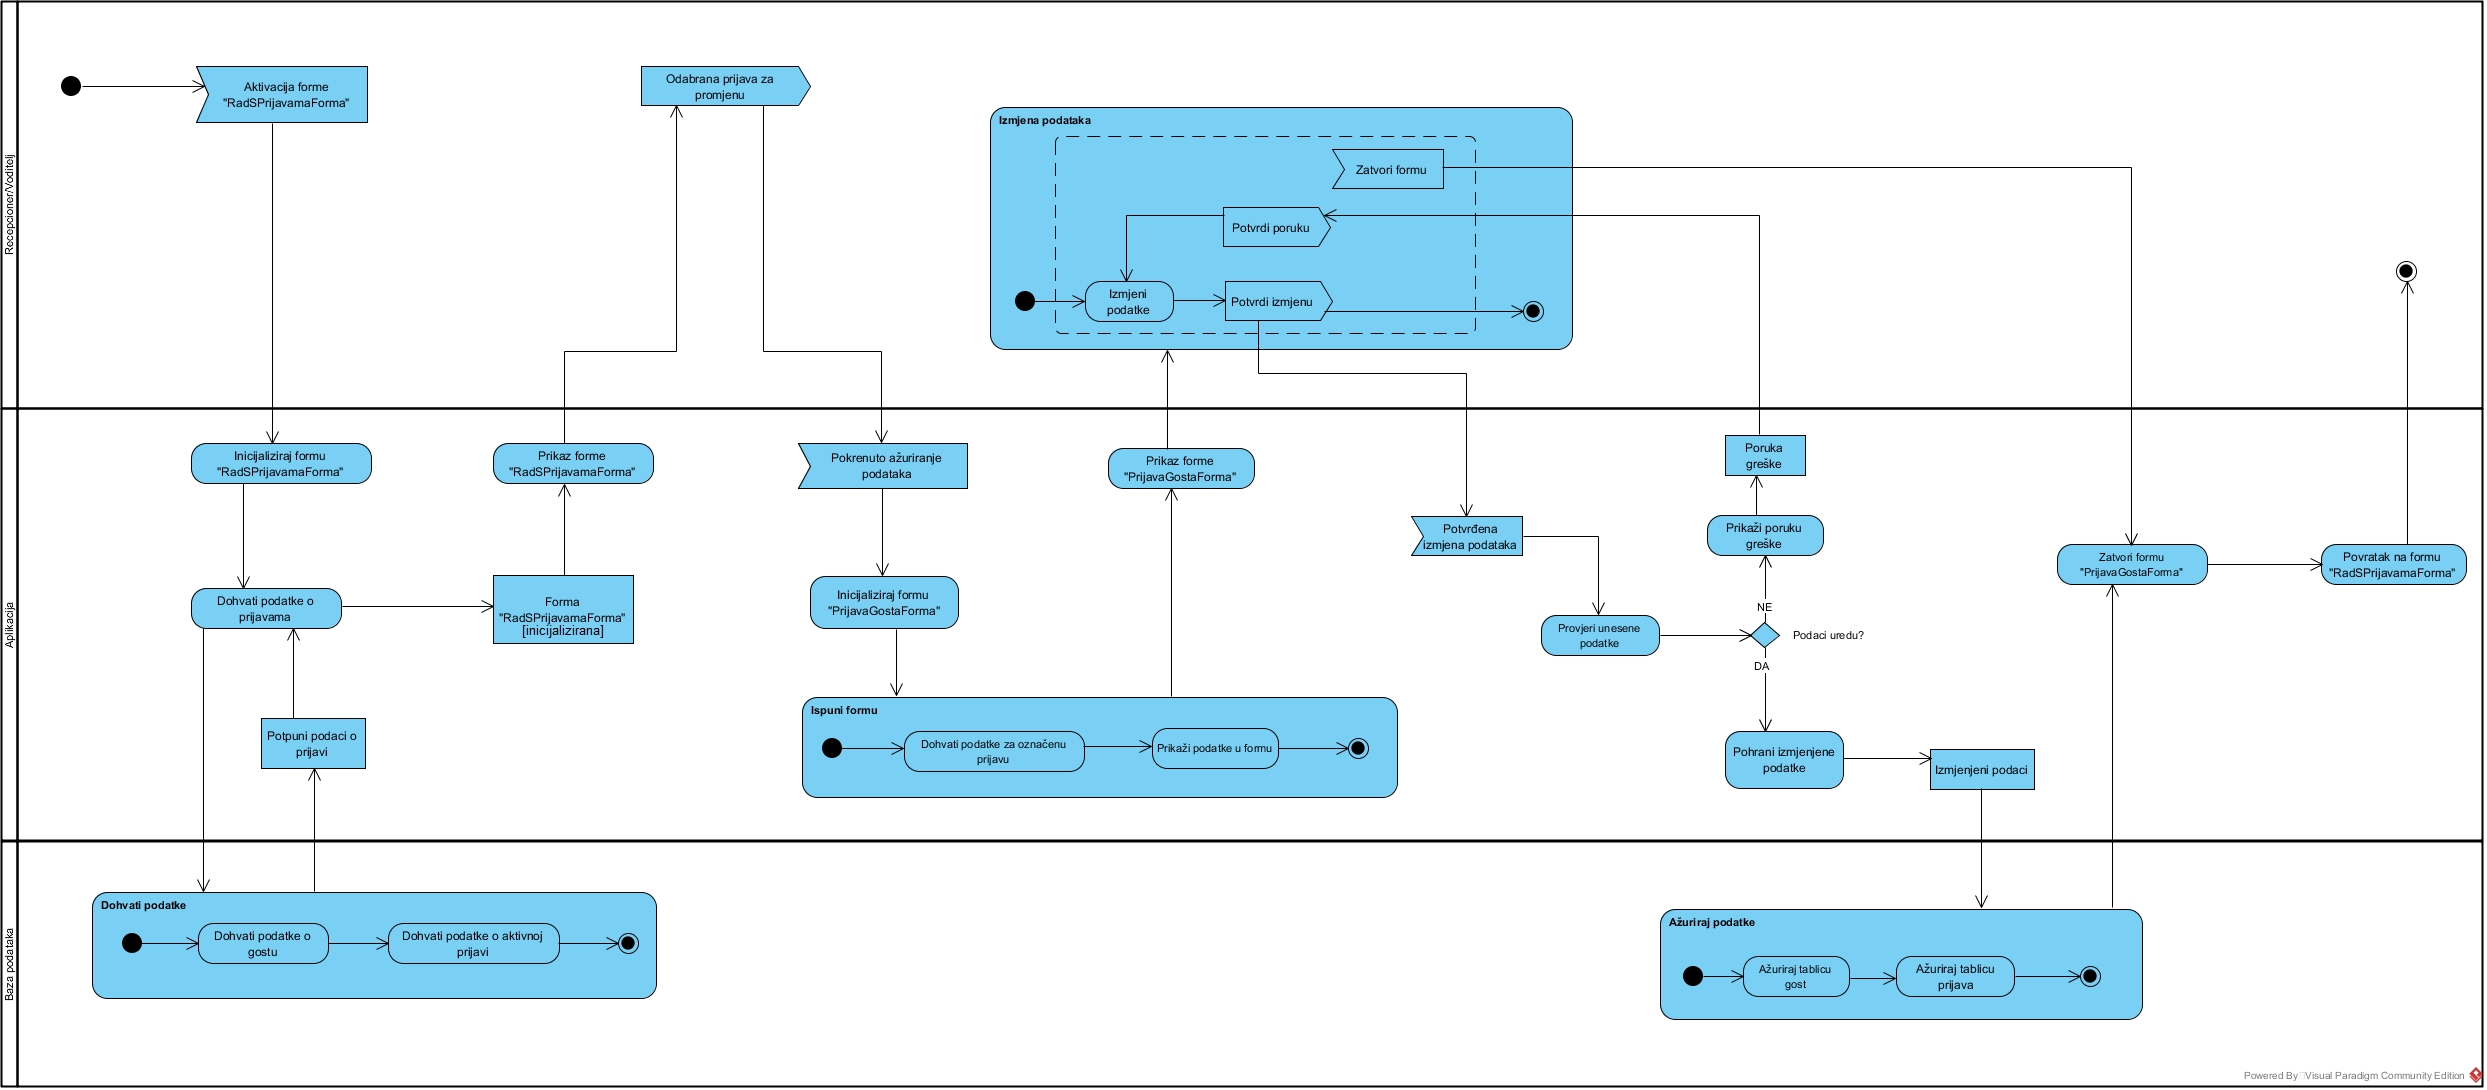 Recepcioner/Voditelj
Aktivacija forme
"RadSPrijavamaForma"
Odabrana prijava za
promjenu
Izmjena podataka
Zatvori formu
Potvrdi poruku
Izmjeni
podatke
Potvrdi izmjenu
Aplikacija
Inicijaliziraj formu
"RadSPrijavamaForma"
Prikaz forme
"RadSPrijavamaForma"
Pokrenuto ažuriranje
podataka
Prikaz forme
"PrijavaGostaForma"
Poruka
greške
Potvrđena
izmjena podataka
Prikaži poruku
greške
Zatvori formu
"PrijavaGostaForma"
Povratak na formu
"RadSPrijavamaForma"
Dohvati podatke o
prijavama
Forma
"RadSPrijavamaForma"
[inicijalizirana]
Inicijaliziraj formu
"PrijavaGostaForma"
NE
Provjeri unesene
podatke
Podaci uredu?
DA
Potpuni podaci o
prijavi
Ispuni formu
Dohvati podatke za označenu
prijavu
Prikaži podatke u formu
Pohrani izmjenjene
podatke
Izmjenjeni podaci
Baza podataka
Dohvati podatke
Dohvati podatke o
gostu
Dohvati podatke o aktivnoj
prijavi
Ažuriraj podatke
Ažuriraj tablicu
gost
Ažuriraj tablicu
prijava
Powered By Visual Paradigm Community Edition